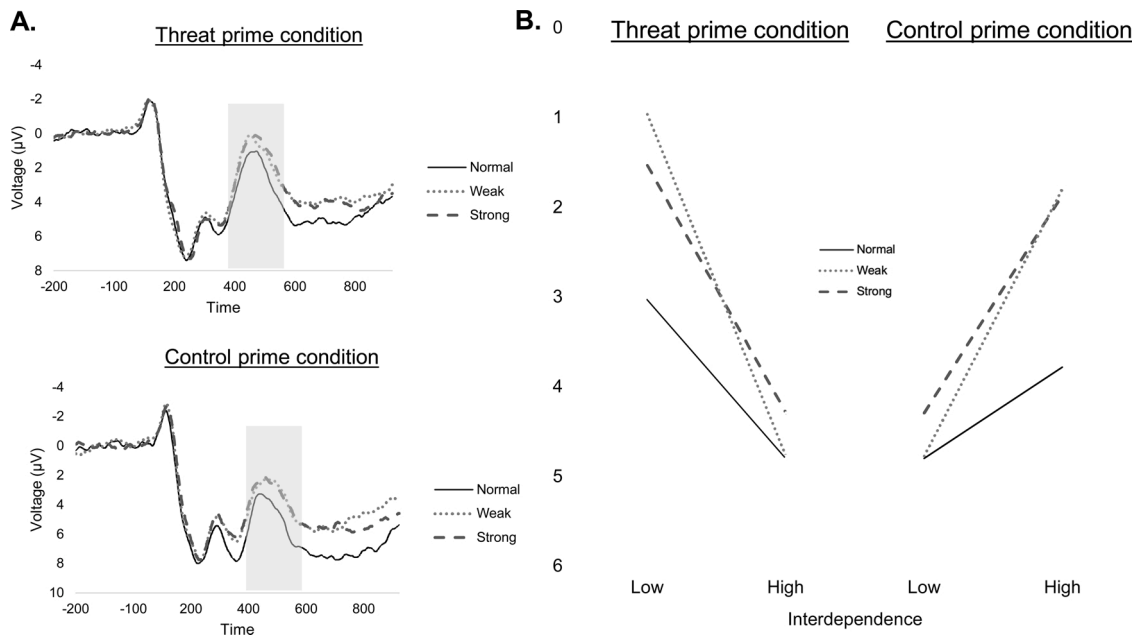 A.
Threat prime condition
Voltage (µV)
-4
-2
0
2
4
6
8
-200 -100 200 400 600 800
Time
Normal
Weak
Strong
Control prime condition
Voltage (µV)
-4
-2
0
2
4
6
8
10
-200 -100 200 400 600 800
Time
Normal
Weak
Strong
B.
Threat prime condition Control prime condition
0
1
2
3
4
5
6
Normal
Weak
Strong
Low High Low High
Interdependence